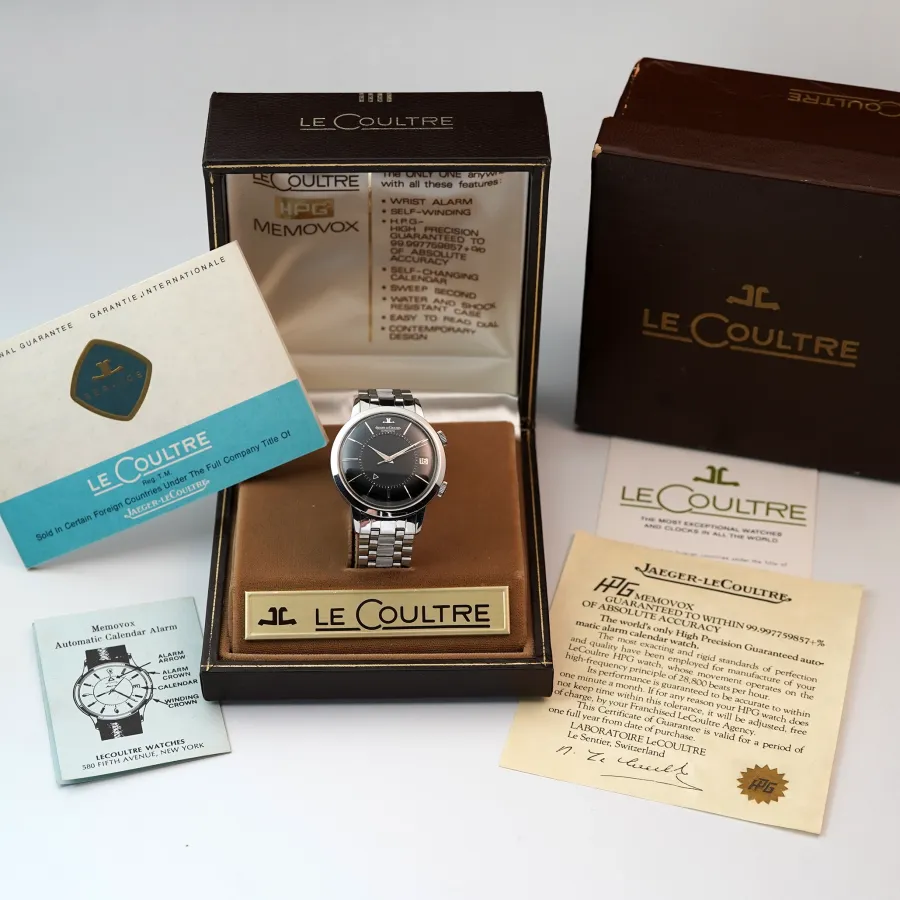 LE COULTRE
LE COULTRE
HPG
MEMOVOX
The ONLY ONE
with all these features:
• WRIST ALARM
• SELF-WINDING
• H.P.G-
HIGH PRECISION
GUARANTEED TO
99.997759857+%
OF ABSOLUTE
ACCURACY
• SELF-CHANGING
CALENDAR
• SWEEP SECOND
• WATER AND SHOCK
RESISTANT CASE
• EASY TO READ DIAL
• CONTEMPORARY
DESIGN
LE COULTRE
LE COULTRE
GUARANTEE GARANTIE INTERNATIONALE
SERVICE
LE COULTRE
Reg. T.M.
Sold In Certain Foreign Countries Under The Full Company Title Of
JAEGER-LECOULTRE
JAEGER-LECOULTRE
LE COULTRE
LE COULTRE
THE MOST EXCEPTIONAL WATCHES
AND CLOCKS IN ALL THE WORLD
Memovox
Automatic Calendar Alarm
ALARM
ARROW
ALARM
CROWN
CALENDAR
WINDING
CROWN
LECOULTRE WATCHES
580 FIFTH AVENUE, NEW YORK
JAEGER-LECOULTRE
HPG MEMOVOX
GUARANTEED TO WITHIN 99.997759857+%
OF ABSOLUTE ACCURACY
The world's only High Precision Guaranteed auto-
matic alarm calendar watch.
The most exacting and rigid standards of perfection
and quality have been employed for manufacture of your
LeCoultre HPG watch, whose movement operates on the
high-frequency principle of 28,800 beats per hour.
Its performance is guaranteed to be accurate to within
one minute a month. If for any reason your HPG watch does
not keep time within this tolerance, it will be adjusted, free
of charge, by your Franchised LeCoultre Agency.
This Certificate of Guarantee is valid for a period of
one full year from date of purchase.
LABORATOIRE LeCOULTRE
Le Sentier, Switzerland
HPG